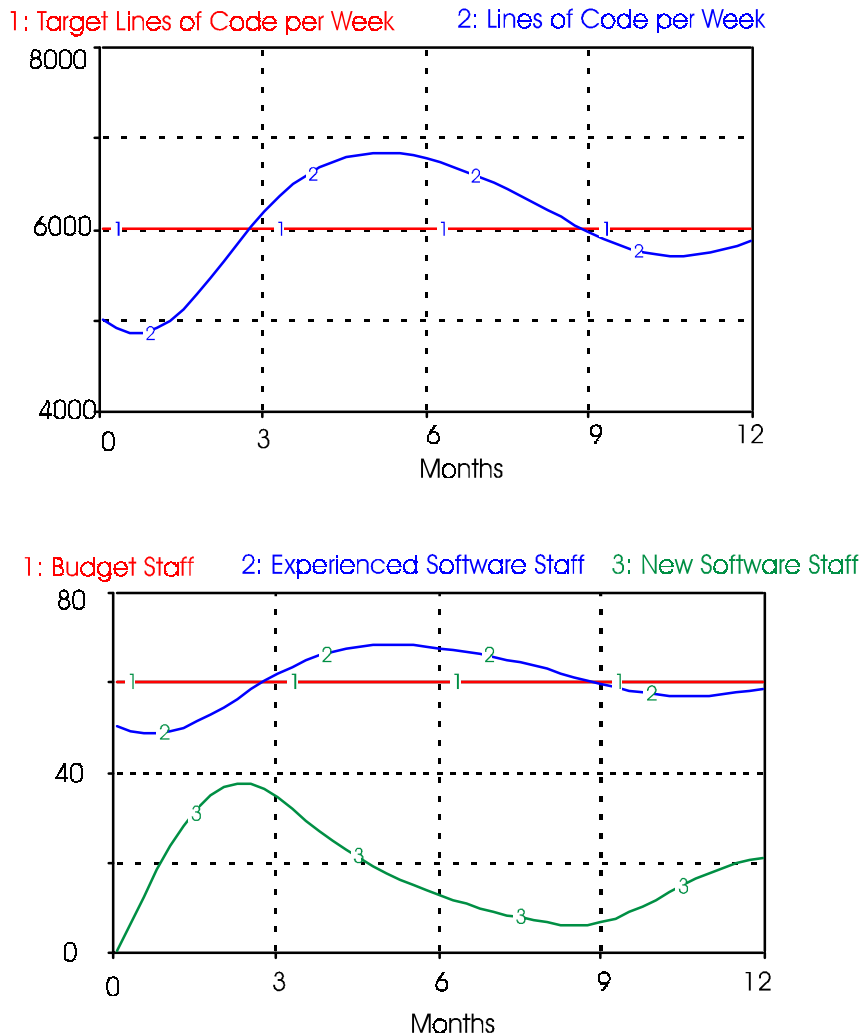 1: Target Lines of Code per Week 2: Lines of Code per Week
8000
2 2
6000 1 1 1 1
2
2
4000
0 3 6 9 12
Months
1: Budget Staff 2: Experienced Software Staff 3: New Software Staff
80
2 2
1 1 1 1
2 2
40
3
3
3
3
0
0 3 6 9 12
Months